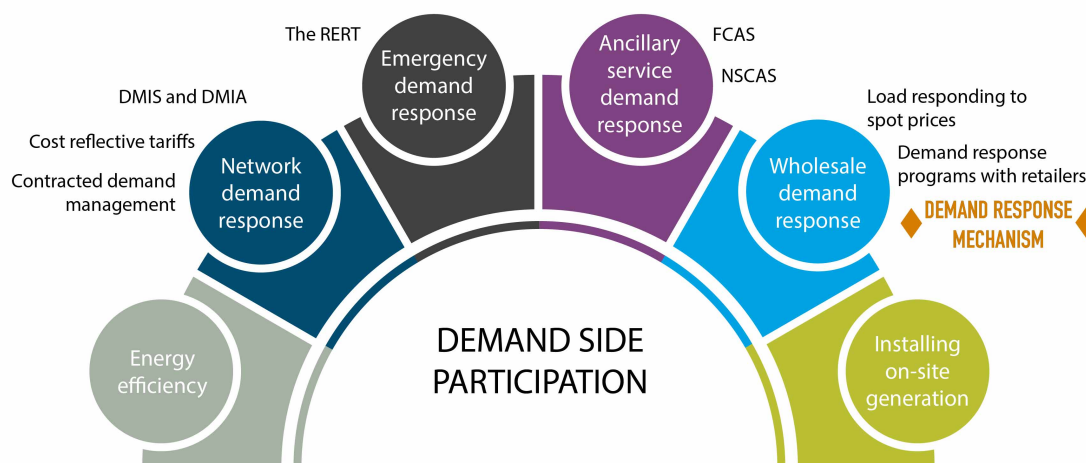 The RERT
Emergency
demand
response
Ancillary
service
demand
response
FCAS
NSCAS
DMIS and DMIA
Cost reflective tariffs
Contracted demand
management
Network
demand
response
Wholesale
demand
response
Load responding to
spot prices
Demand response
programs with retailers
DEMAND RESPONSE
MECHANISM
Energy
efficiency
DEMAND SIDE
PARTICIPATION
Installing
on-site
generation